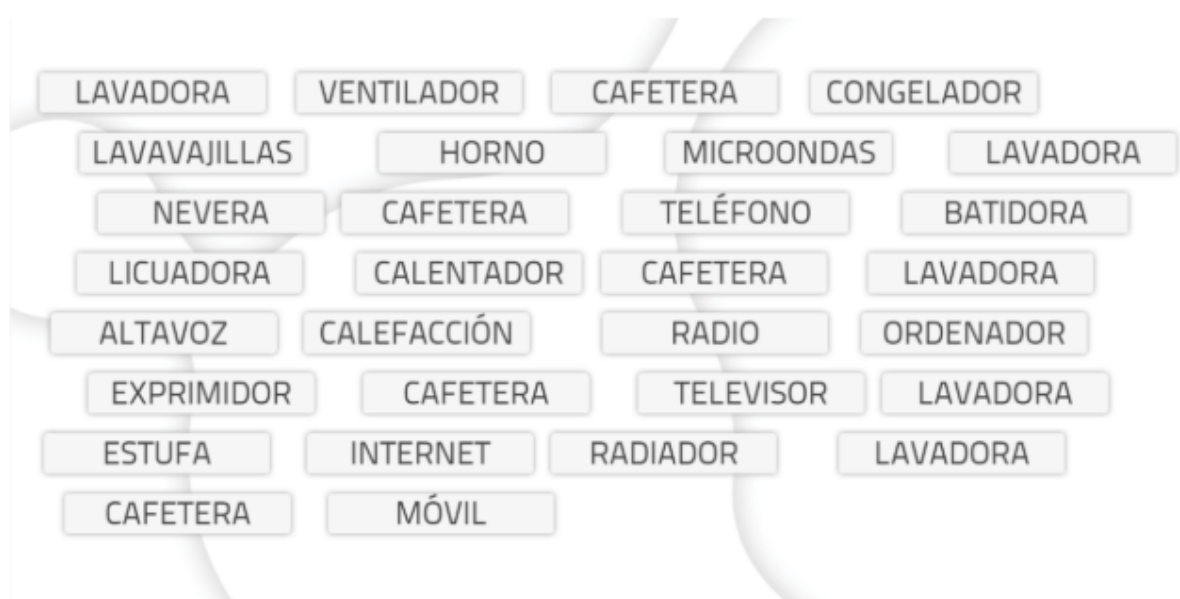 LAVADORA VENTILADOR CAFETERA CONGELADOR
LAVAVAJILLAS HORNO MICROONDAS LAVADORA
NEVERA CAFETERA TELÉFONO BATIDORA
LICUADORA CALENTADOR CAFETERA LAVADORA
ALTAVOZ CALEFACCIÓN RADIO ORDENADOR
EXPRIMIDOR CAFETERA TELEVISOR LAVADORA
ESTUFA INTERNET RADIADOR LAVADORA
CAFETERA MÓVIL